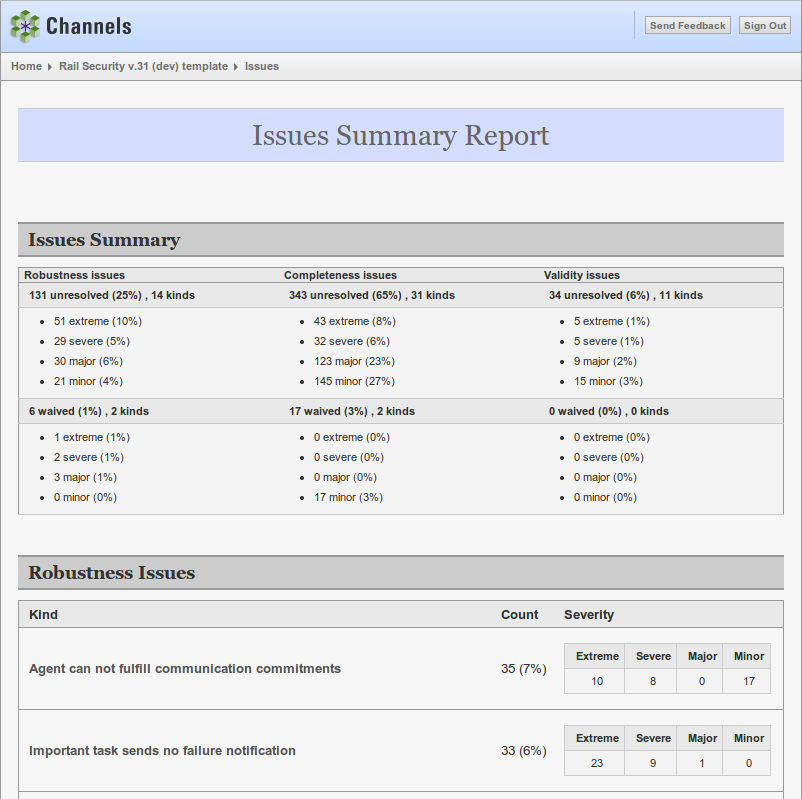 Channels
Send Feedback
Sign Out
Home Rail Security v.31 (dev) template Issues
Issues Summary Report
Issues Summary
Robustness issues Completeness issues Validity issues
131 unresolved (25%) , 14 kinds 343 unresolved (65%) , 31 kinds 34 unresolved (6%) , 11 kinds
• 51 extreme (10%) • 43 extreme (8%) • 5 extreme (1%)
• 29 severe (5%) • 32 severe (6%) • 5 severe (1%)
• 30 major (6%) • 123 major (23%) • 9 major (2%)
• 21 minor (4%) • 145 minor (27%) • 15 minor (3%)
6 waived (1%) , 2 kinds 17 waived (3%) , 2 kinds 0 waived (0%) , 0 kinds
• 1 extreme (1%) • 0 extreme (0%) • 0 extreme (0%)
• 2 severe (1%) • 0 severe (0%) • 0 severe (0%)
• 3 major (1%) • 0 major (0%) • 0 major (0%)
• 0 minor (0%) • 17 minor (3%) • 0 minor (0%)
Robustness Issues
Kind Count Severity
Agent can not fulfill communication commitments 35 (7%)
Extreme Severe Major Minor
10 8 0 17
Important task sends no failure notification 33 (6%)
Extreme Severe Major Minor
23 9 1 0